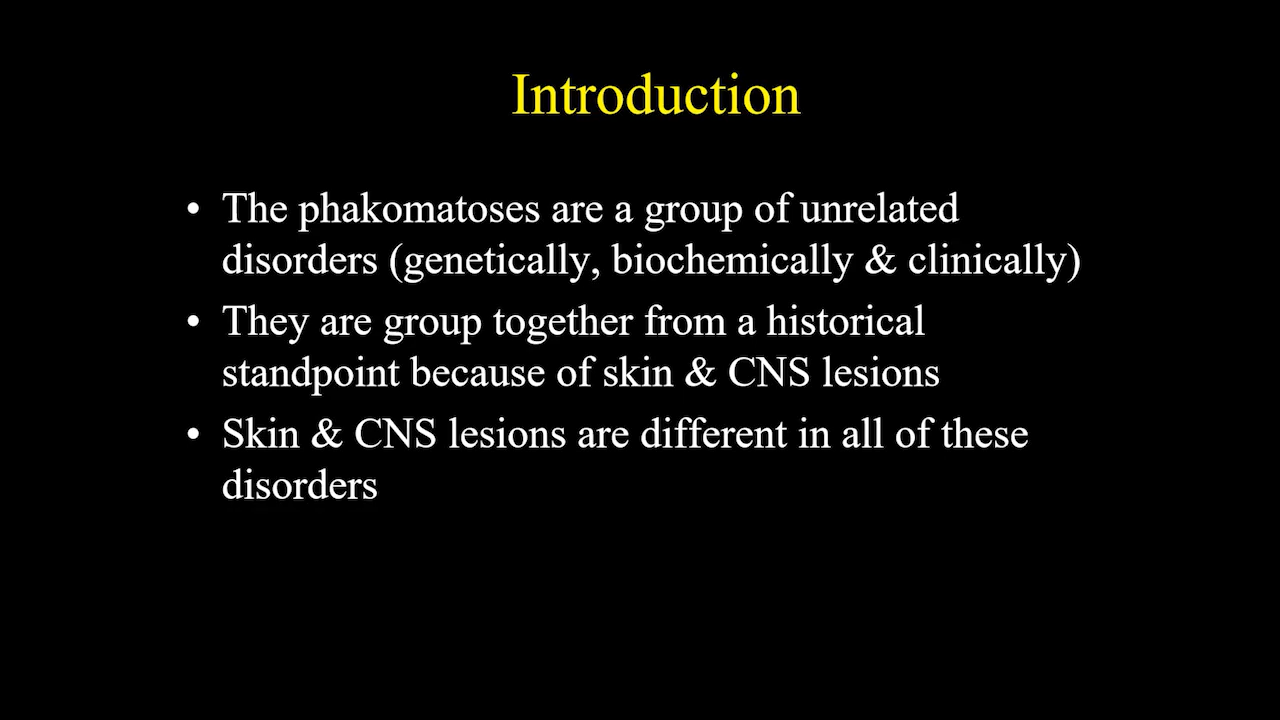 Introduction
• The phakomatoses are a group of unrelated
disorders (genetically, biochemically & clinically)
• They are group together from a historical
standpoint because of skin & CNS lesions
• Skin & CNS lesions are different in all of these
disorders